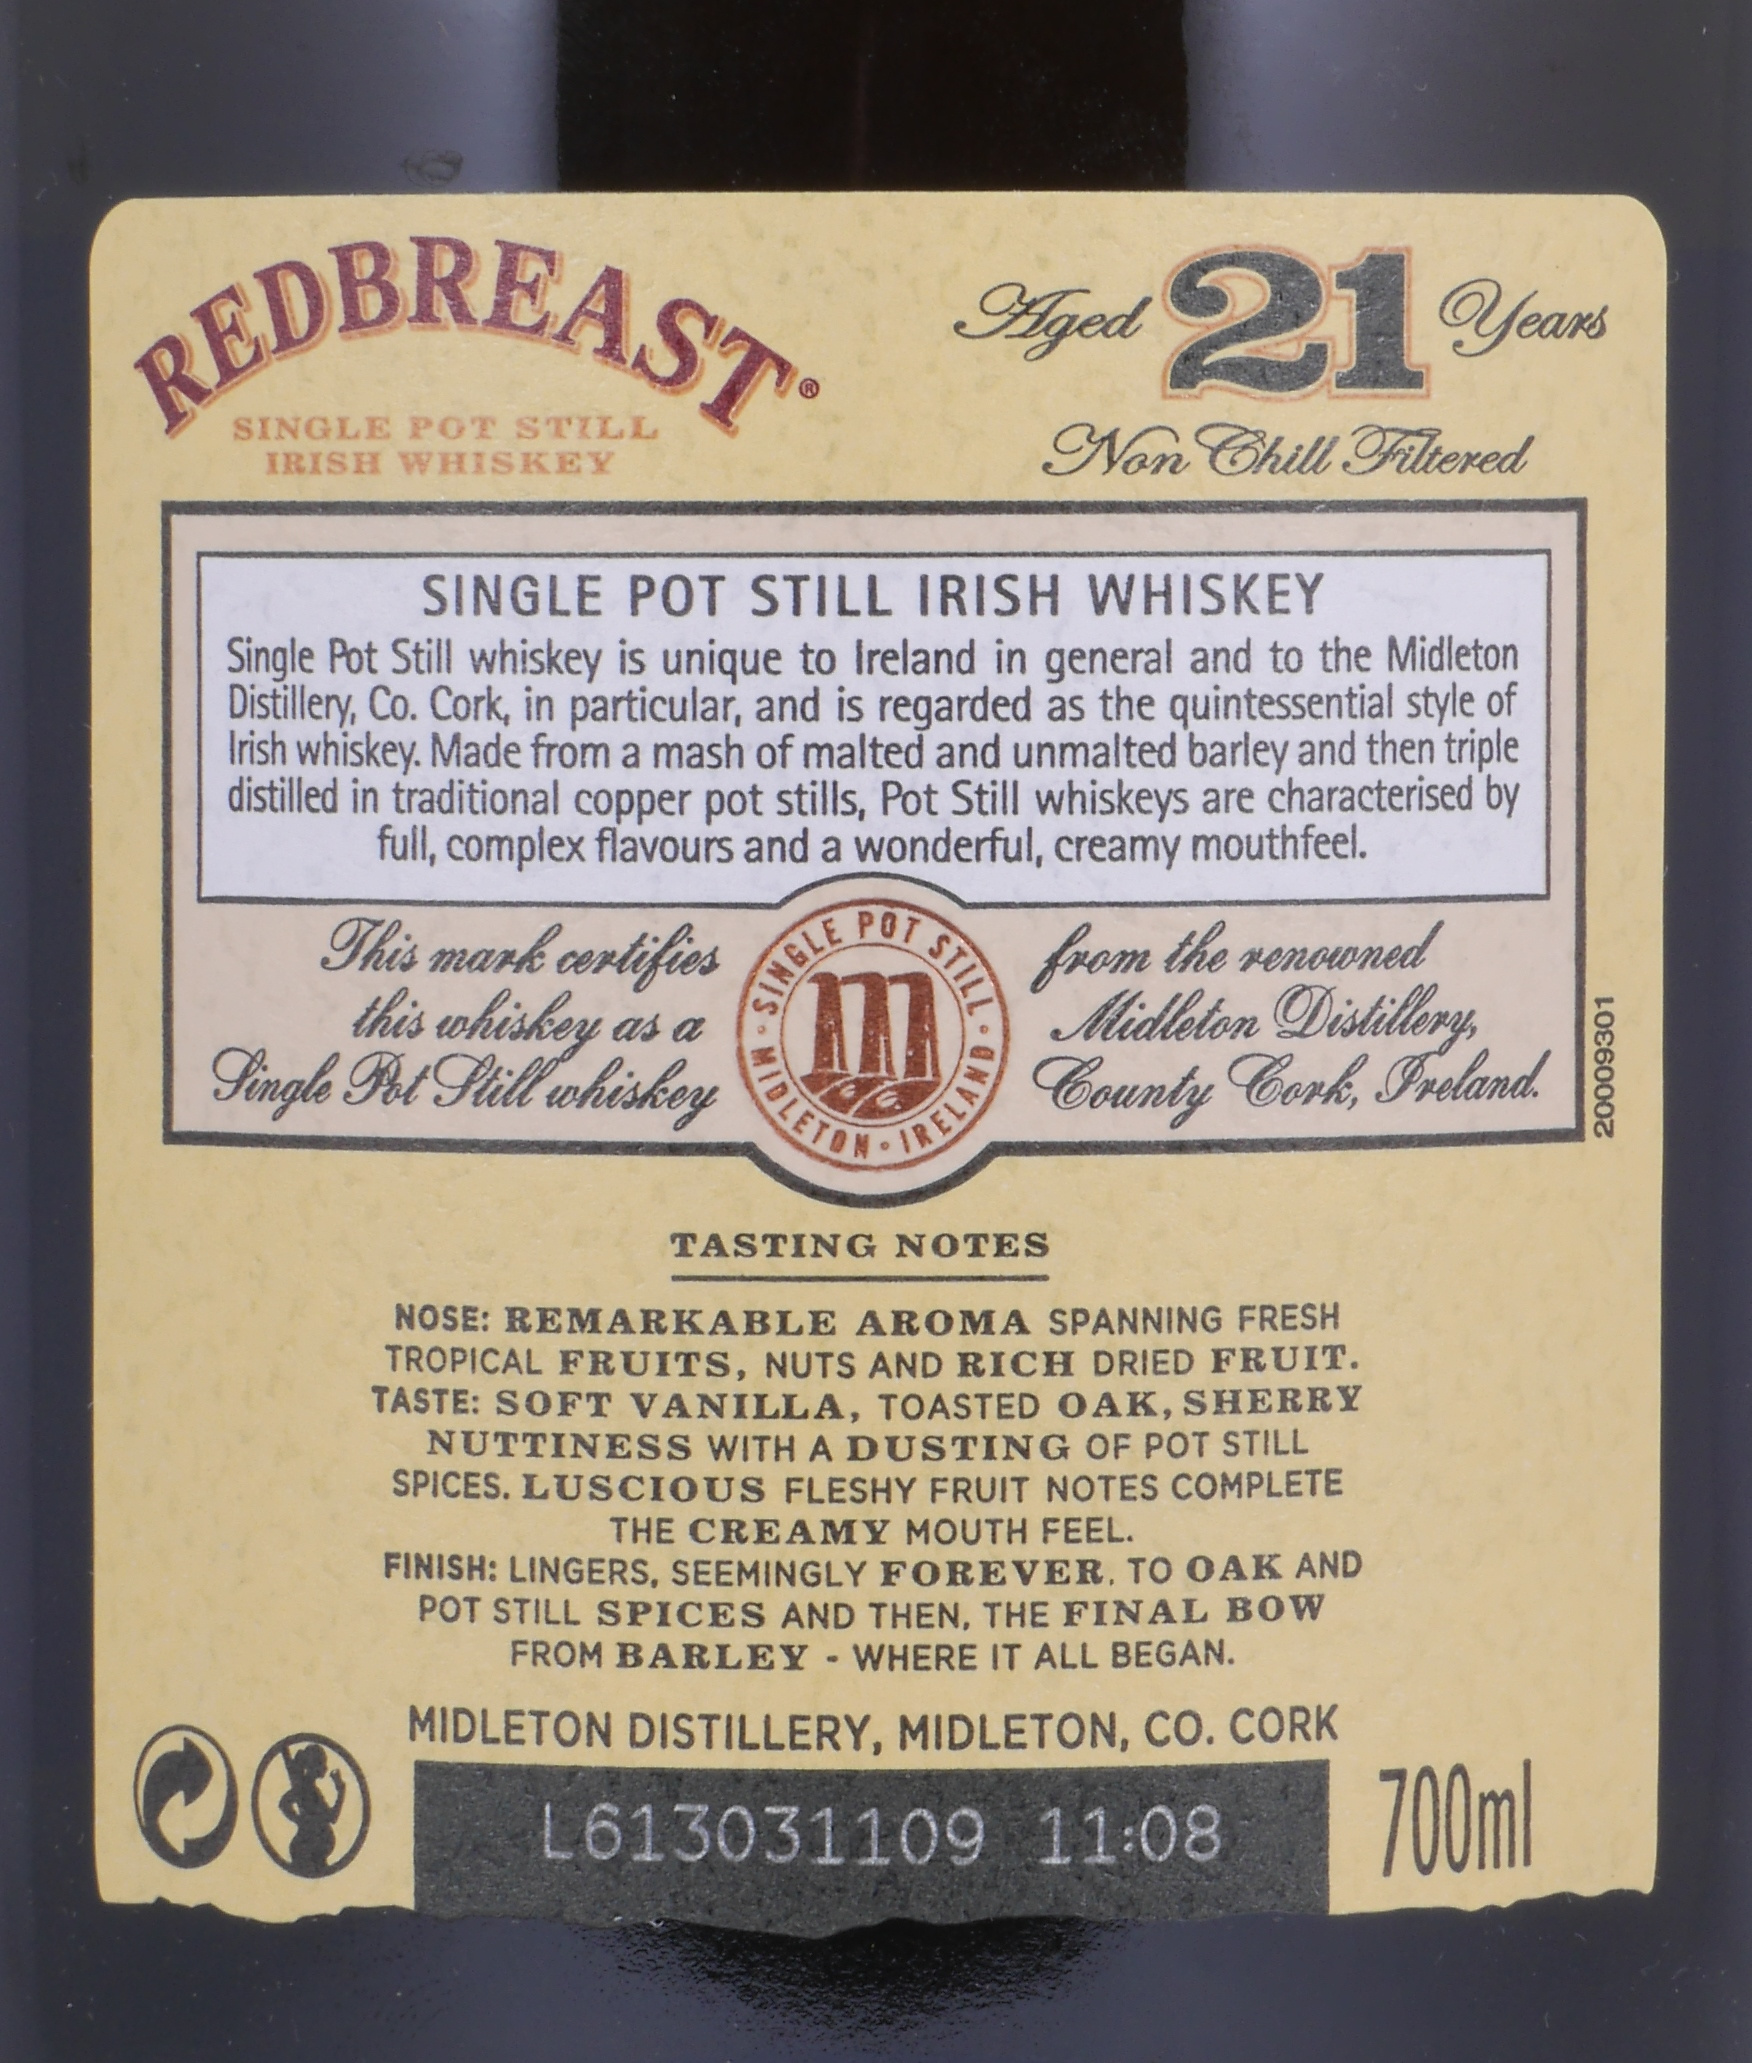 REDBREAST®
SINGLE POT STILL
IRISH WHISKEY
Aged 21 Years
Non Chill Filtered
SINGLE POT STILL IRISH WHISKEY
Single Pot Still whiskey is unique to Ireland in general and to the Midleton
Distillery, Co. Cork, in particular, and is regarded as the quintessential style of
Irish whiskey. Made from a mash of malted and unmalted barley and then triple
distilled in traditional copper pot stills, Pot Still whiskeys are characterised by
full, complex flavours and a wonderful, creamy mouthfeel.
This mark certifies
this whiskey as a
Single Pot Still whiskey
· SINGLE POT STILL ·
m
MIDLETON · IRELAND
from the renowned
Midleton Distillery,
County Cork, Ireland.
20009301
TASTING NOTES
NOSE: REMARKABLE AROMA SPANNING FRESH
TROPICAL FRUITS, NUTS AND RICH DRIED FRUIT.
TASTE: SOFT VANILLA, TOASTED OAK, SHERRY
NUTTINESS WITH A DUSTING OF POT STILL
SPICES. LUSCIOUS FLESHY FRUIT NOTES COMPLETE
THE CREAMY MOUTH FEEL.
FINISH: LINGERS, SEEMINGLY FOREVER, TO OAK AND
POT STILL SPICES AND THEN, THE FINAL BOW
FROM BARLEY - WHERE IT ALL BEGAN.
MIDLETON DISTILLERY, MIDLETON, CO. CORK
L613031109 11:08
700ml